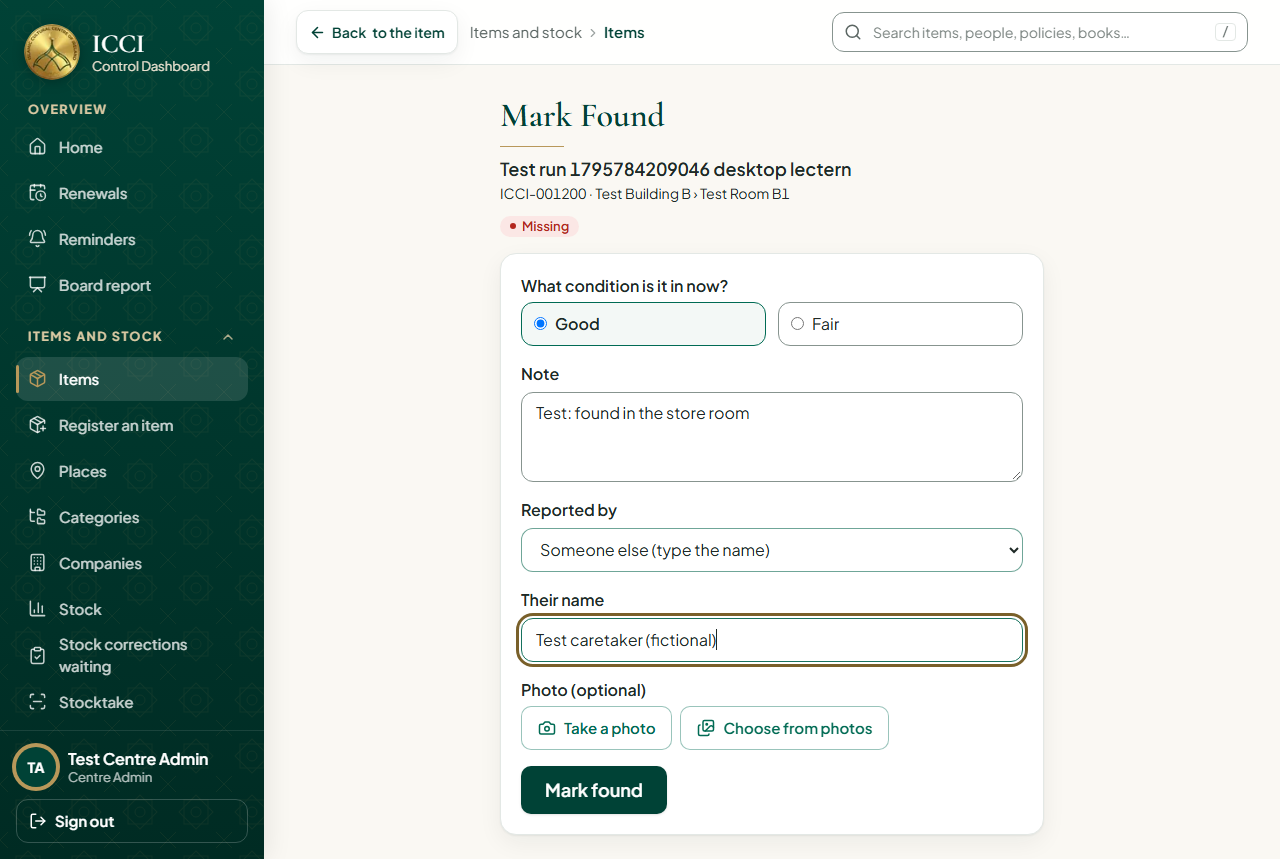 ICCI
Control Dashboard
OVERVIEW
Home
Renewals
Reminders
Board report
ITEMS AND STOCK
Items
Register an item
Places
Categories
Companies
Stock
Stock corrections
waiting
Stocktake
TA
Test Centre Admin
Centre Admin
Sign out
Back to the item
Items and stock › Items
Search items, people, policies, books…
/
Mark Found
Test run 1795784209046 desktop lectern
ICCI-001200 · Test Building B › Test Room B1
Missing
What condition is it in now?
Good
Fair
Note
Test: found in the store room
Reported by
Someone else (type the name)
Their name
Test caretaker (fictional)
Photo (optional)
Take a photo
Choose from photos
Mark found